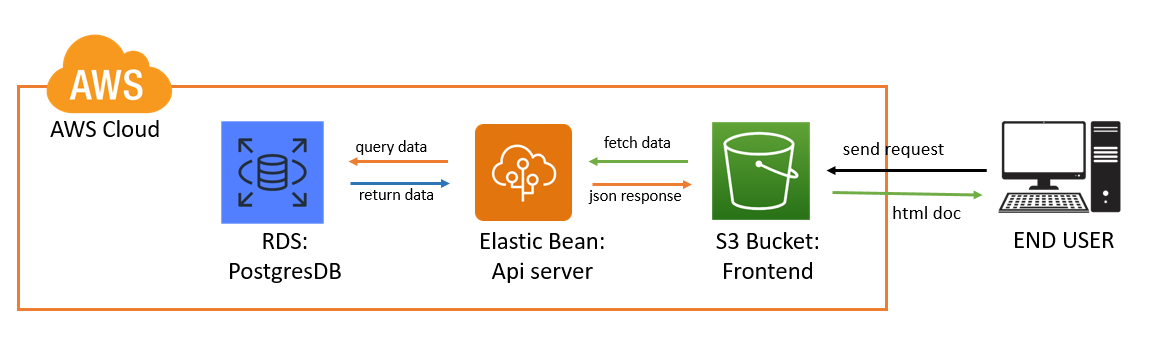 AWS
AWS Cloud
query data
return data
fetch data
json response
send request
html doc
RDS:
PostgresDB
Elastic Bean:
Api server
S3 Bucket:
Frontend
END USER